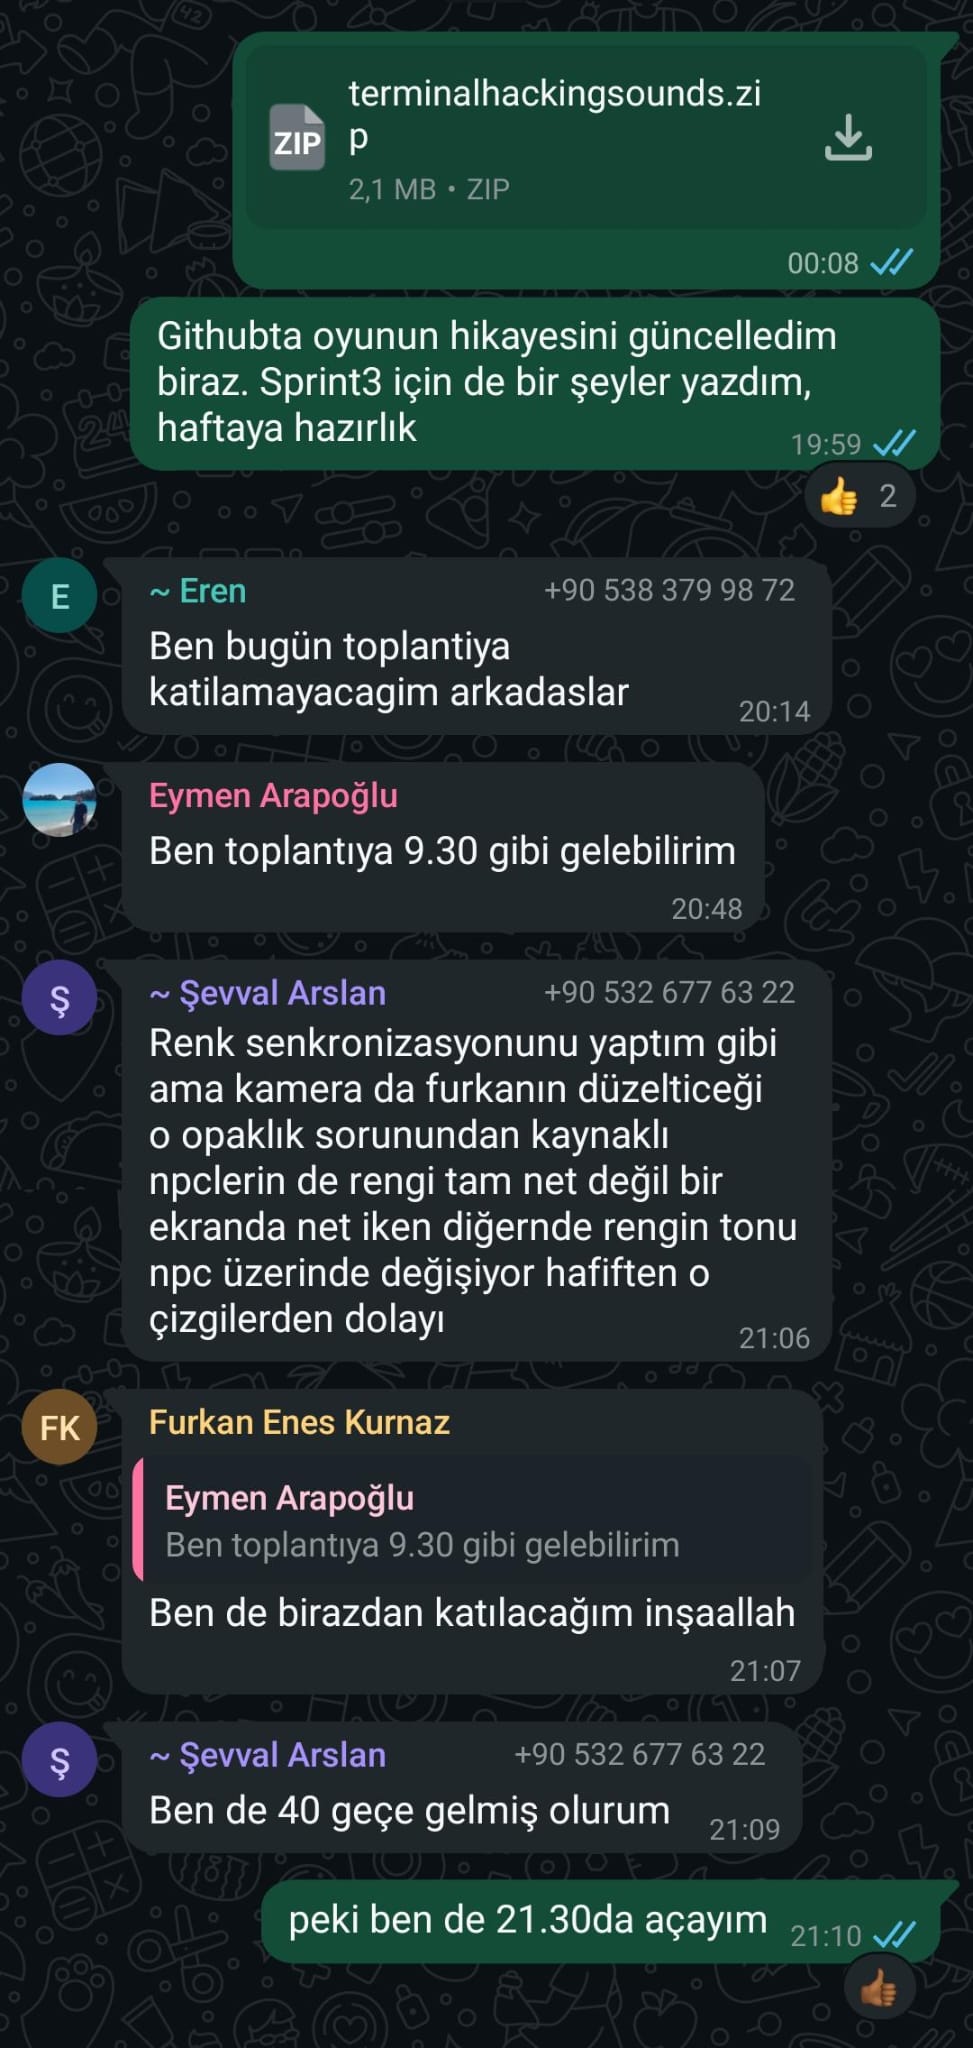 terminalhackingsounds.zi
p
ZIP
2,1 MB • ZIP
00:08
Githubta oyunun hikayesini güncelledim
biraz. Sprint3 için de bir şeyler yazdım,
haftaya hazırlık
19:59
👍 2
E
~ Eren +90 538 379 98 72
Ben bugün toplantiya
katilamayacagim arkadaslar
20:14
Eymen Arapoğlu
Ben toplantıya 9.30 gibi gelebilirim
20:48
Ş
~ Şevval Arslan +90 532 677 63 22
Renk senkronizasyonunu yaptım gibi
ama kamera da furkanın düzelticeği
o opaklık sorunundan kaynaklı
npclerin de rengi tam net değil bir
ekranda net iken diğernde rengin tonu
npc üzerinde değişiyor hafiften o
çizgilerden dolayı
21:06
FK
Furkan Enes Kurnaz
Eymen Arapoğlu
Ben toplantıya 9.30 gibi gelebilirim
Ben de birazdan katılacağım inşaallah
21:07
Ş
~ Şevval Arslan +90 532 677 63 22
Ben de 40 geçe gelmiş olurum 21:09
peki ben de 21.30da açayım 21:10